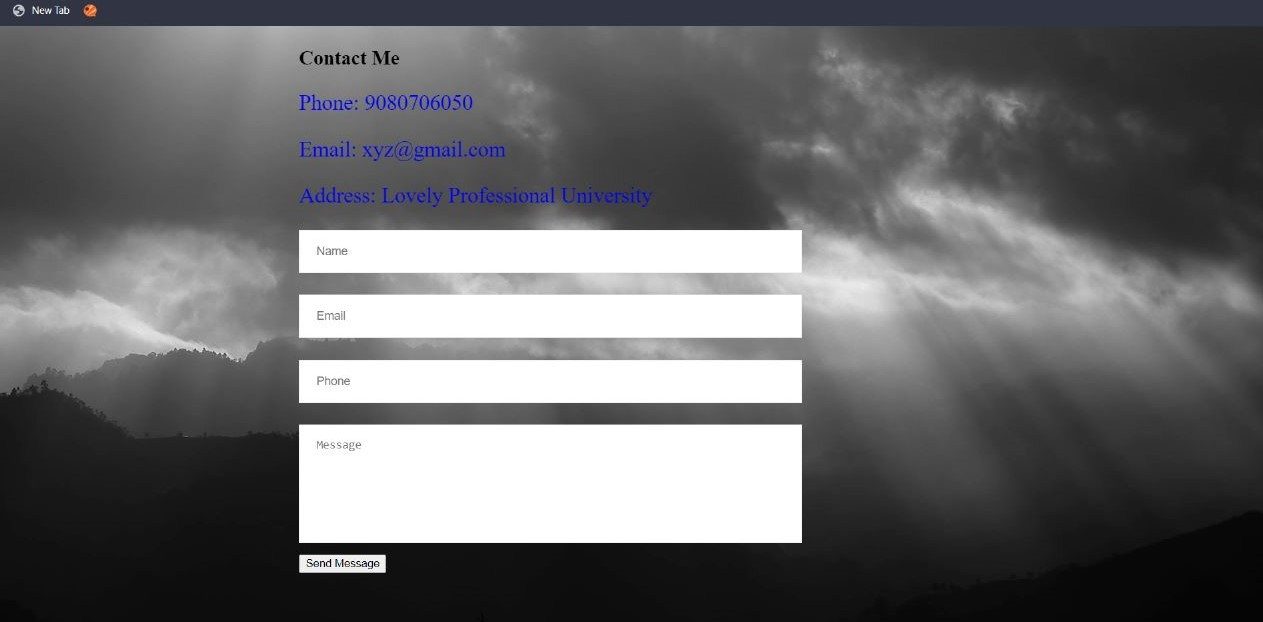 New Tab
Contact Me
Phone: 9080706050
Email: xyz@gmail.com
Address: Lovely Professional University
Name
Email
Phone
Message
Send Message